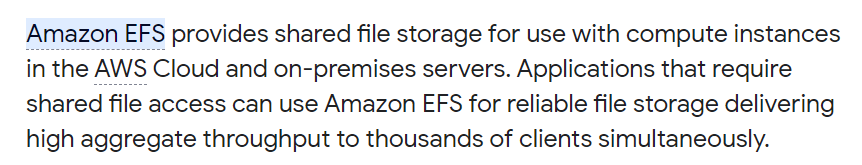 Amazon EFS provides shared file storage for use with compute instances
in the AWS Cloud and on-premises servers. Applications that require
shared file access can use Amazon EFS for reliable file storage delivering
high aggregate throughput to thousands of clients simultaneously.